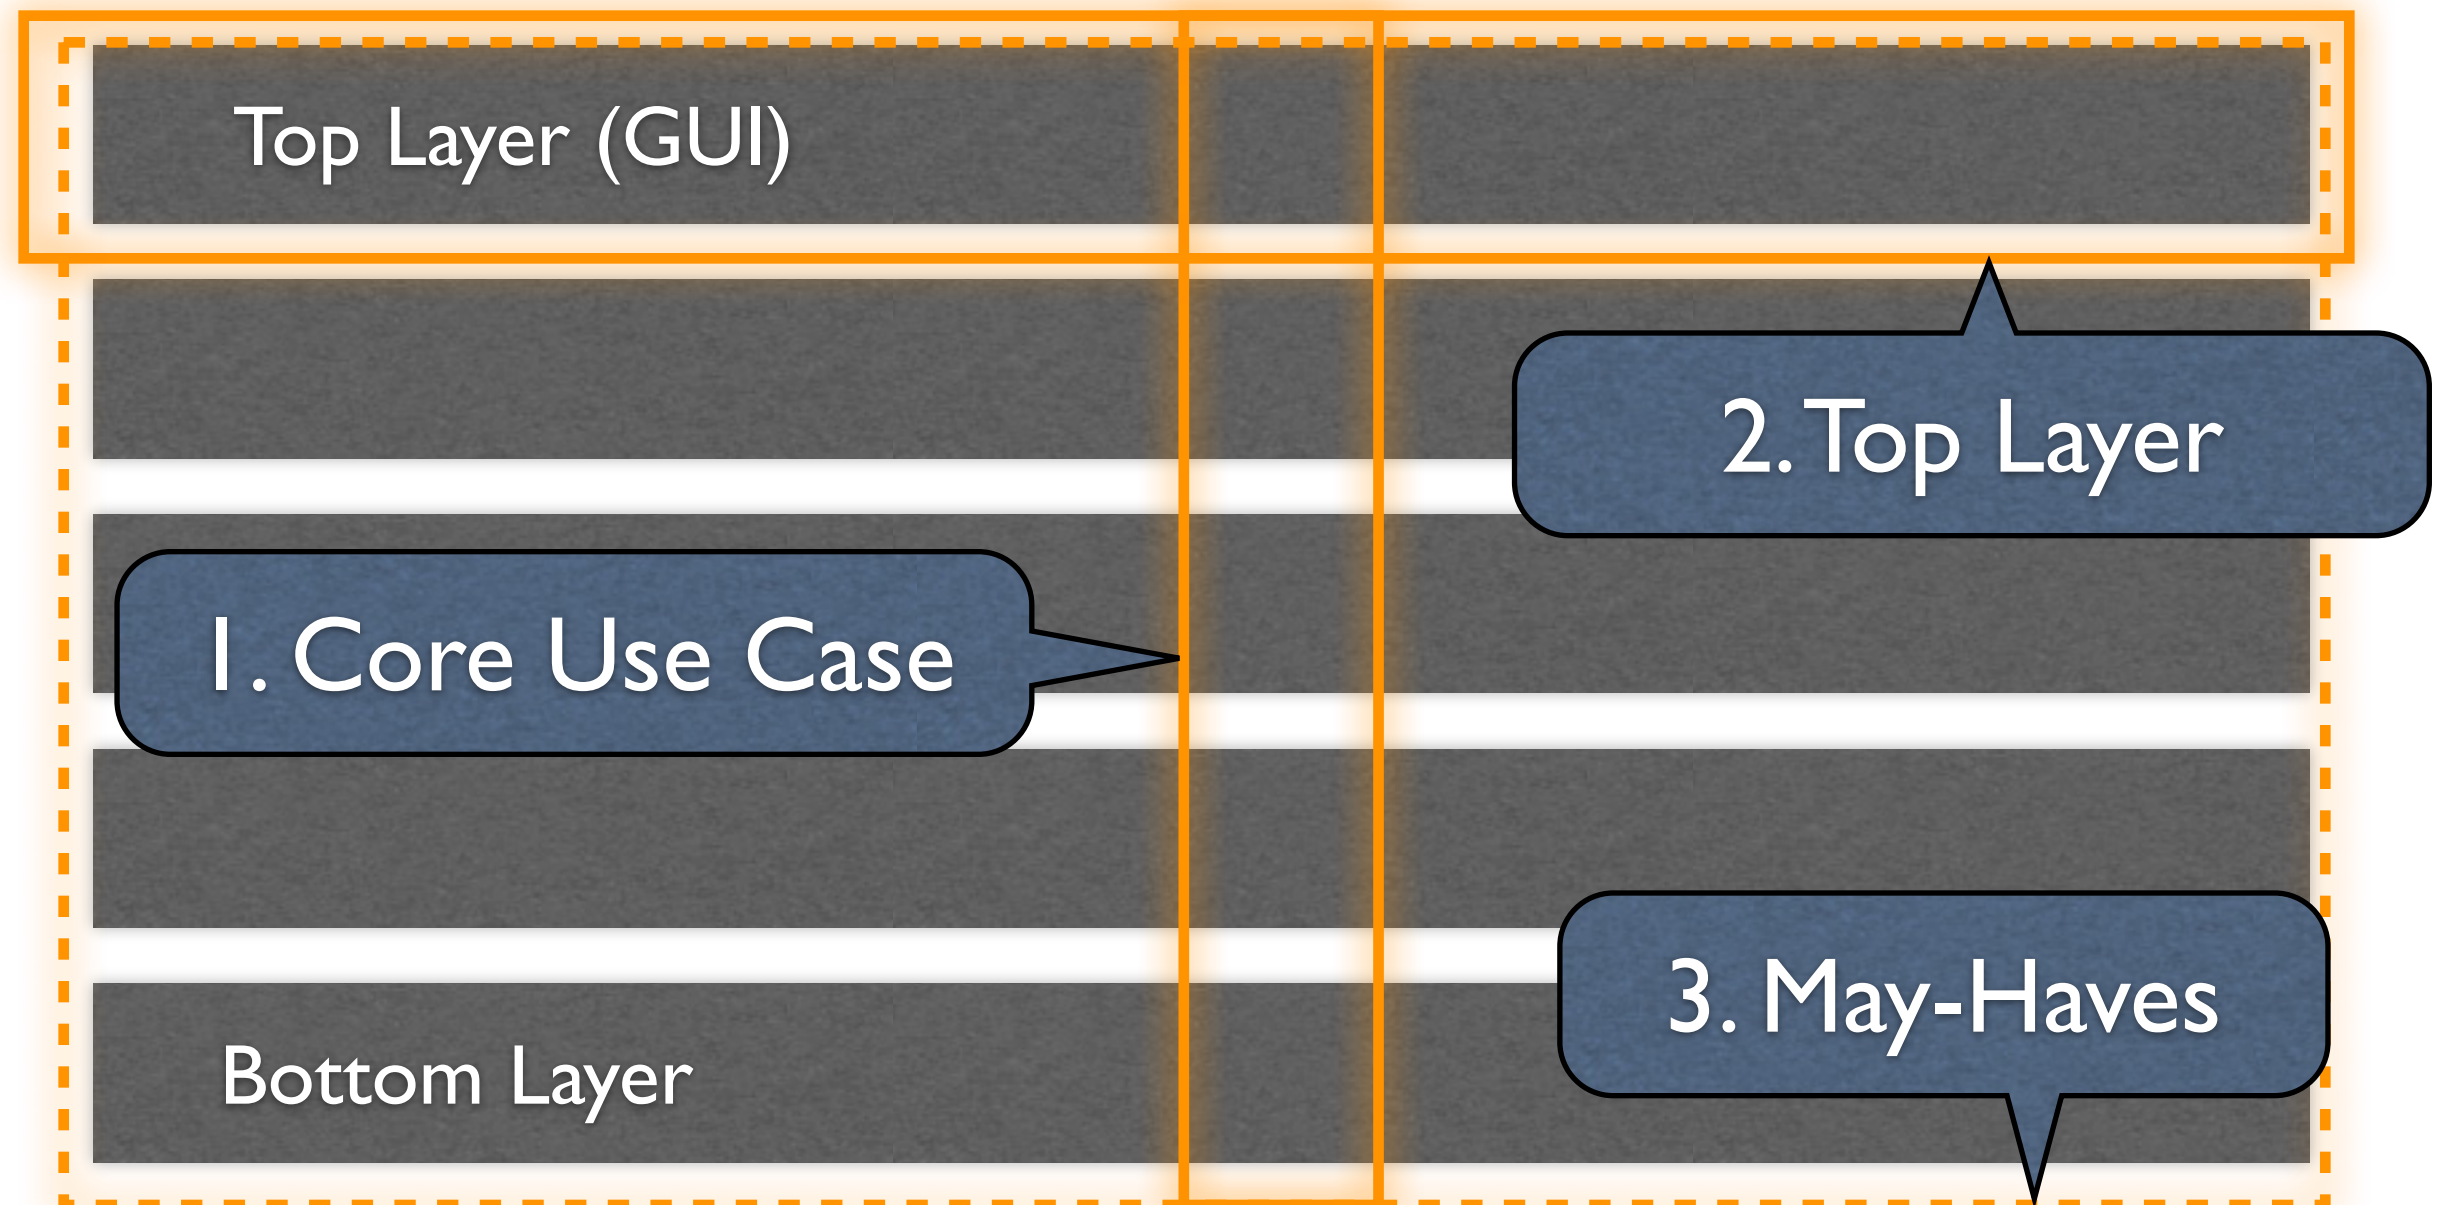 Top Layer (GUI)
2. Top Layer
1. Core Use Case
3. May-Haves
Bottom Layer